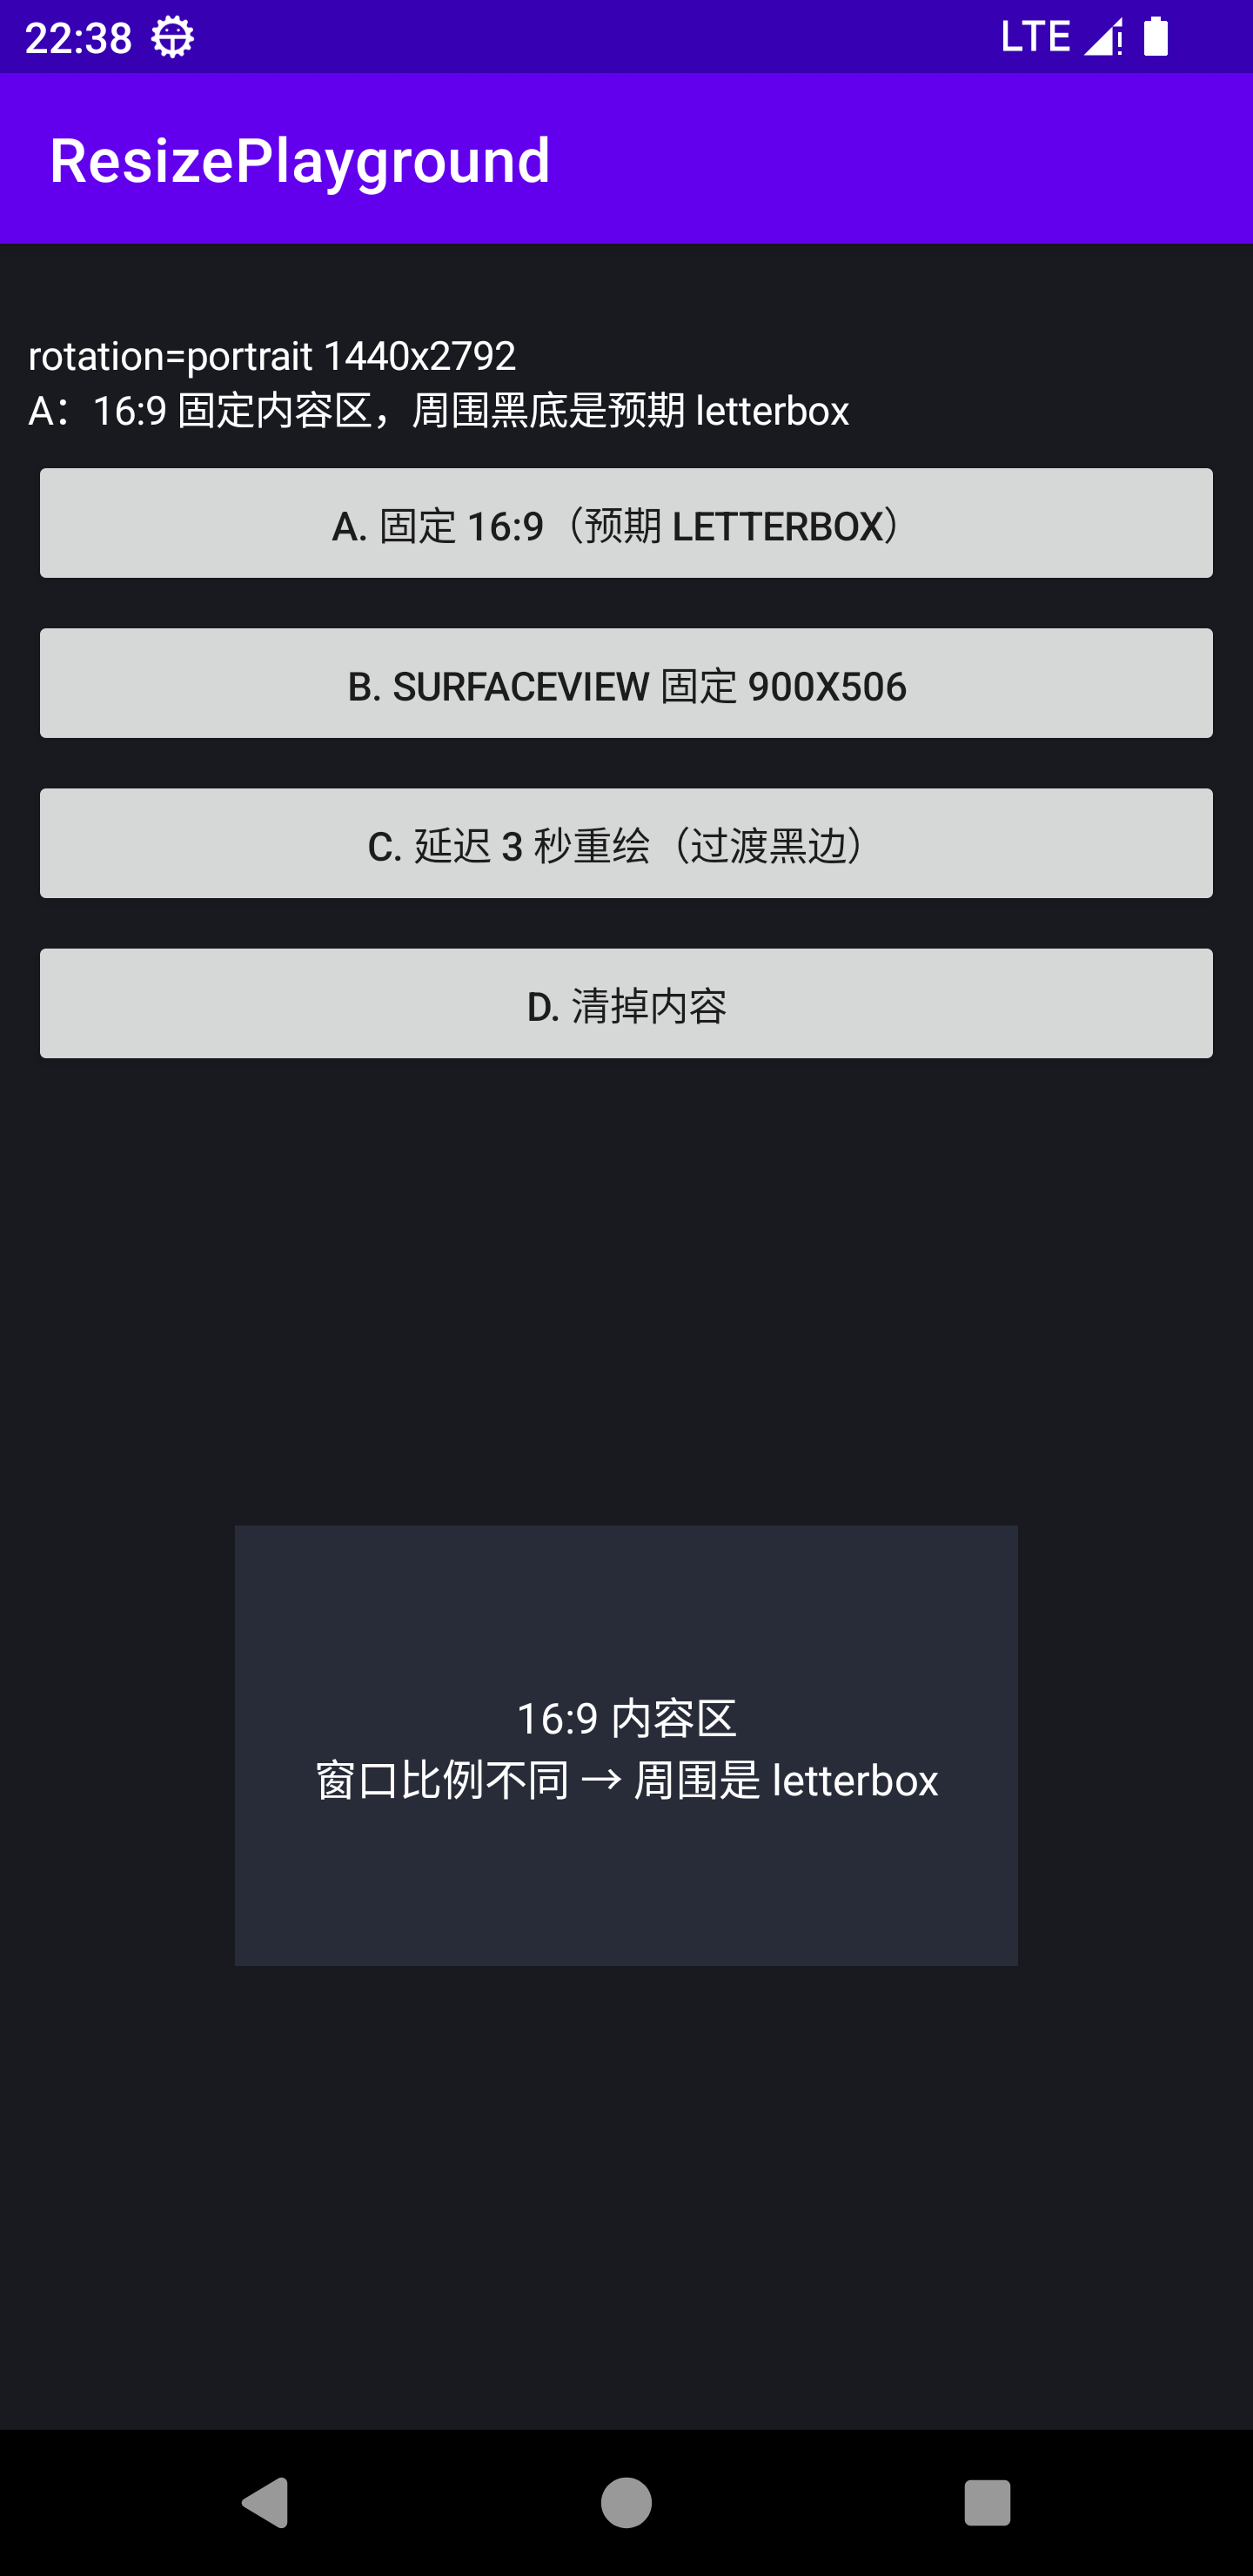 22:38
LTE
ResizePlayground
rotation=portrait 1440x2792
A：16:9 固定内容区，周围黑底是预期 letterbox
A. 固定 16:9（预期 LETTERBOX）
B. SURFACEVIEW 固定 900X506
C. 延迟 3 秒重绘（过渡黑边）
D. 清掉内容
16:9 内容区
窗口比例不同 → 周围是 letterbox